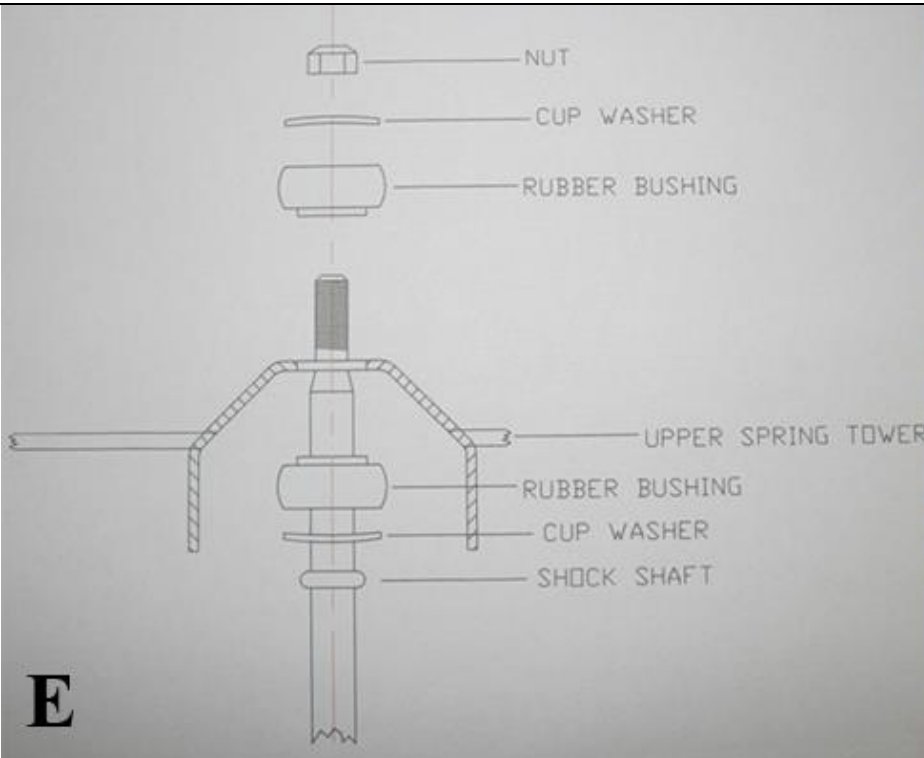 NUT
CUP WASHER
RUBBER BUSHING
UPPER SPRING TOWER
RUBBER BUSHING
CUP WASHER
SHOCK SHAFT
E